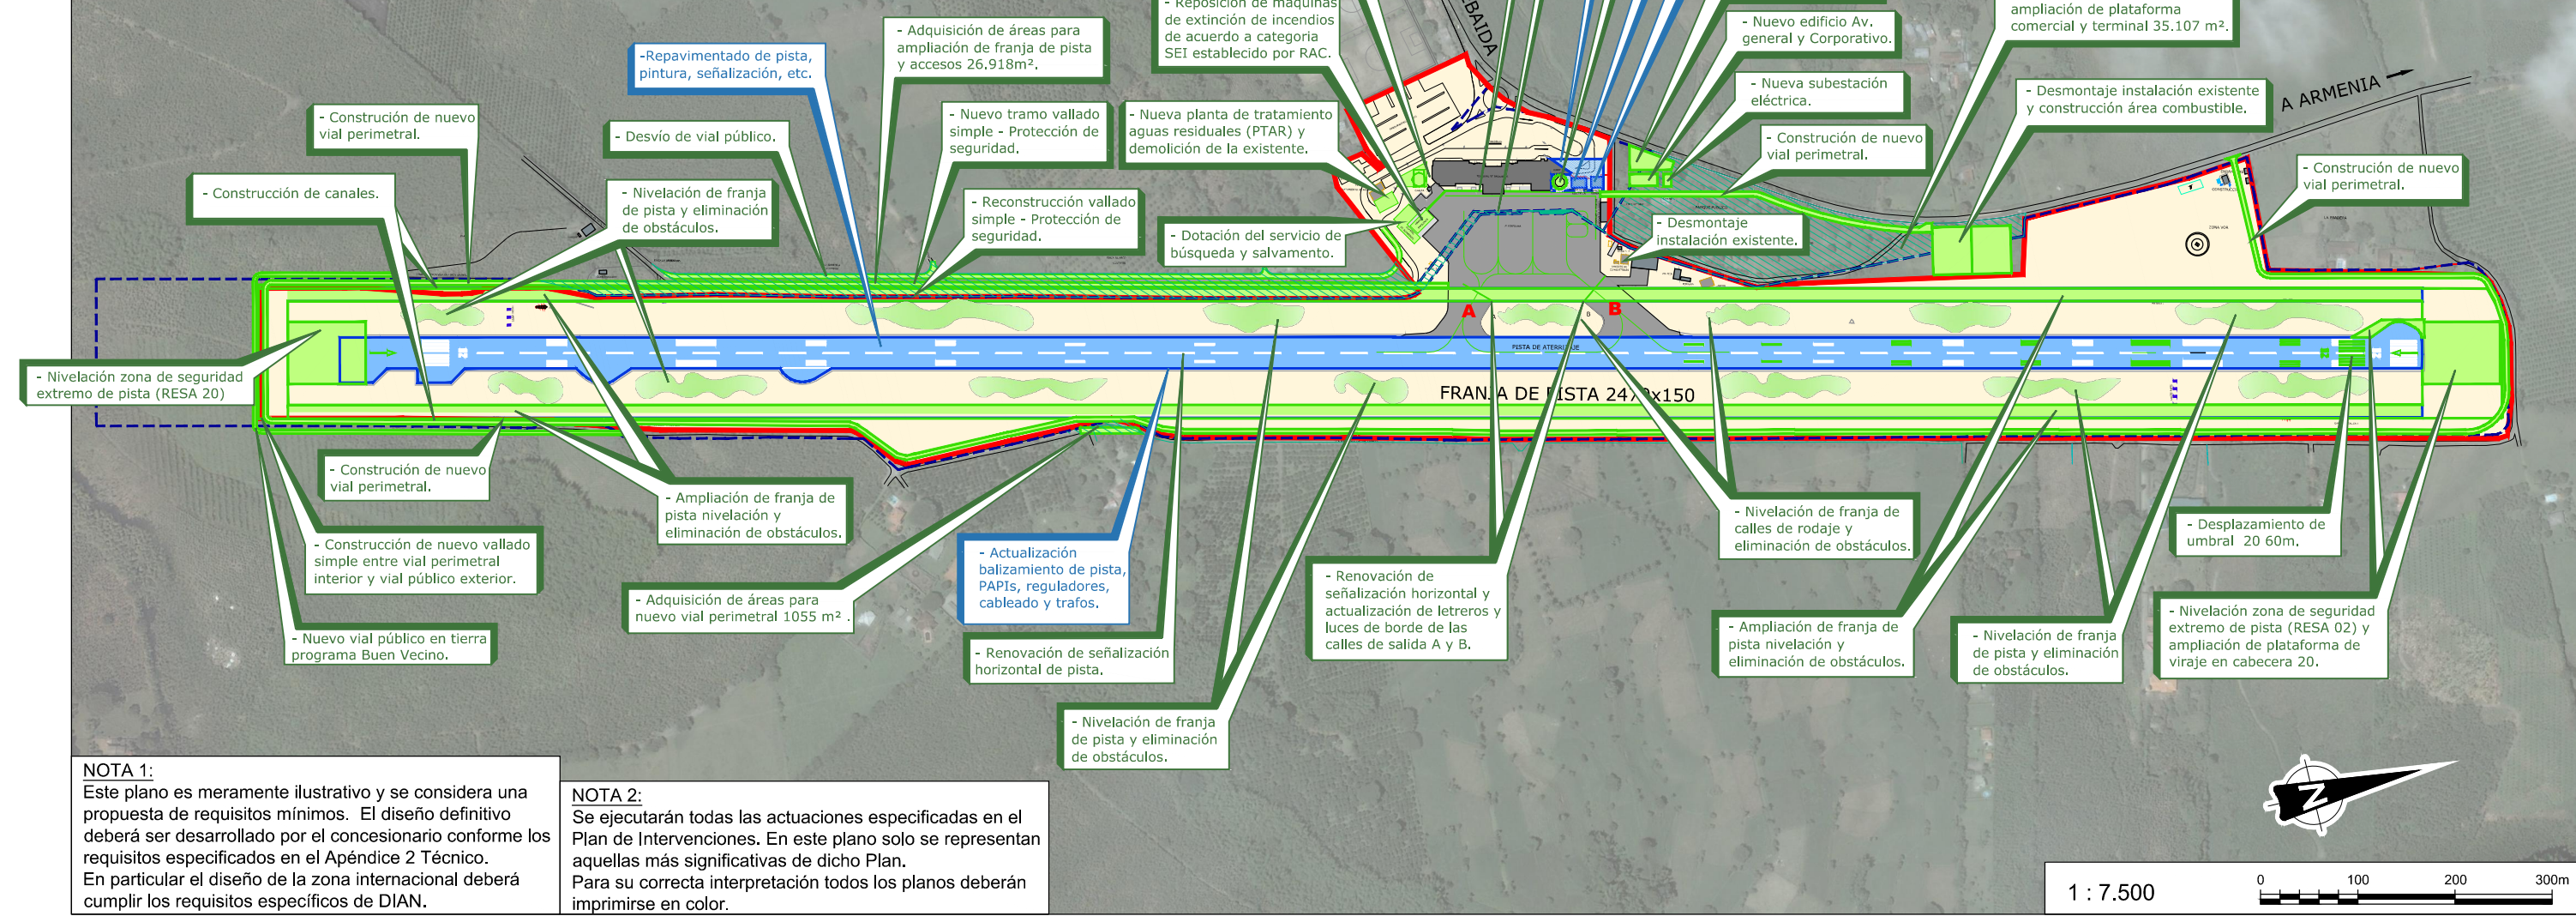 - Reposición de máquinas
de extinción de incendios
de acuerdo a categoria
SEI establecido por RAC.
EBAIDA
- Nuevo edificio Av.
general y Corporativo.
ampliación de plataforma
comercial y terminal 35.107 m².
- Adquisición de áreas para
ampliación de franja de pista
y accesos 26.918m².
-Repavimentado de pista,
pintura, señalización, etc.
- Nueva subestación
eléctrica.
- Desmontaje instalación existente
y construcción área combustible.
A ARMENIA
- Construción de nuevo
vial perimetral.
- Desvío de vial público.
- Nuevo tramo vallado
simple - Protección de
seguridad.
- Nueva planta de tratamiento
aguas residuales (PTAR) y
demolición de la existente.
- Construción de nuevo
vial perimetral.
- Construción de nuevo
vial perimetral.
- Construcción de canales.
- Nivelación de franja
de pista y eliminación
de obstáculos.
- Reconstrucción vallado
simple - Protección de
seguridad.
- Dotación del servicio de
búsqueda y salvamento.
- Desmontaje
instalación existente.
A
B
A
B
PISTA DE ATERRIZAJE
- Nivelación zona de seguridad
extremo de pista (RESA 20)
FRANJA DE PISTA 2470x150
- Construción de nuevo
vial perimetral.
- Ampliación de franja de
pista nivelación y
eliminación de obstáculos.
- Construcción de nuevo vallado
simple entre vial perimetral
interior y vial público exterior.
- Adquisición de áreas para
nuevo vial perimetral 1055 m² .
- Nuevo vial público en tierra
programa Buen Vecino.
- Actualización
balizamiento de pista,
PAPIs, reguladores,
cableado y trafos.
- Renovación de señalización
horizontal de pista.
- Nivelación de franja
de pista y eliminación
de obstáculos.
- Renovación de
señalización horizontal y
actualización de letreros y
luces de borde de las
calles de salida A y B.
- Nivelación de franja de
calles de rodaje y
eliminación de obstáculos.
- Ampliación de franja de
pista nivelación y
eliminación de obstáculos.
- Nivelación de franja
de pista y eliminación
de obstáculos.
- Desplazamiento de
umbral 20 60m.
- Nivelación zona de seguridad
extremo de pista (RESA 02) y
ampliación de plataforma de
viraje en cabecera 20.
NOTA 1:
Este plano es meramente ilustrativo y se considera una
propuesta de requisitos mínimos. El diseño definitivo
deberá ser desarrollado por el concesionario conforme los
requisitos especificados en el Apéndice 2 Técnico.
En particular el diseño de la zona internacional deberá
cumplir los requisitos específicos de DIAN.
NOTA 2:
Se ejecutarán todas las actuaciones especificadas en el
Plan de Intervenciones. En este plano solo se representan
aquellas más significativas de dicho Plan.
Para su correcta interpretación todos los planos deberán
imprimirse en color.
N
1 : 7.500
0 100 200 300m